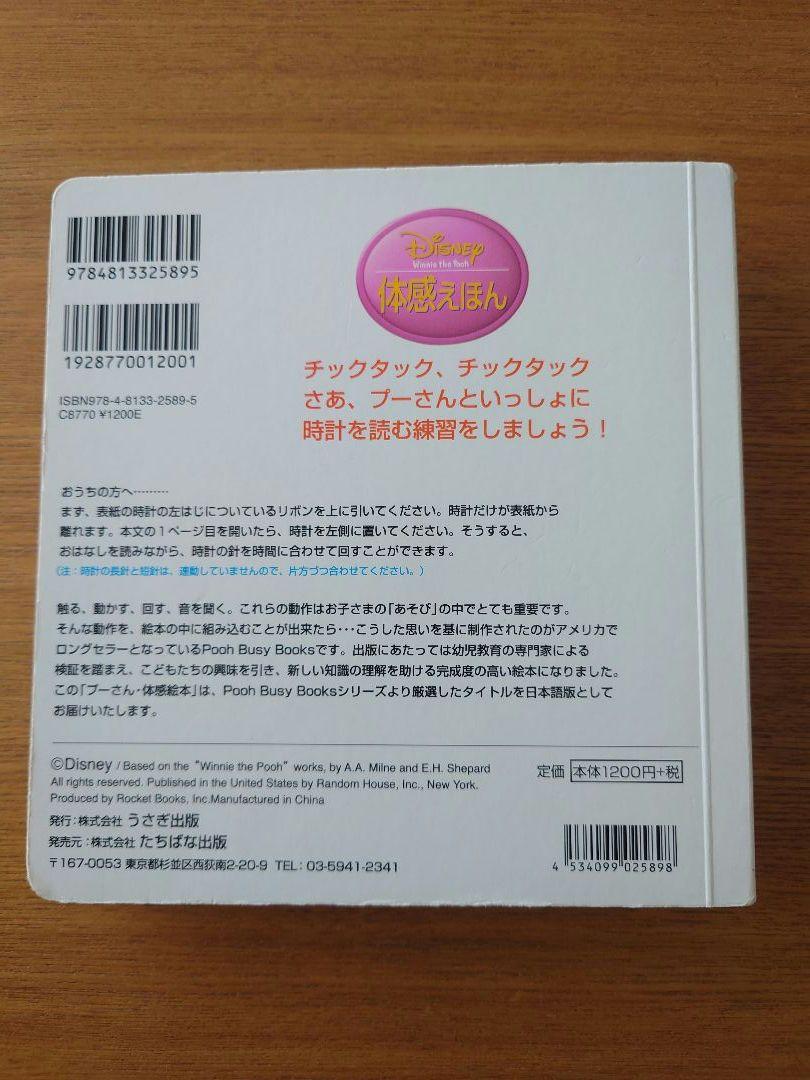 9784813325895
1928770012001
ISBN978-4-8133-2589-5
C8770 ¥1200E
Disney
Winnie the Pooh
体感えほん
チックタック、チックタック
さあ、プーさんといっしょに
時計を読む練習をしましょう！
おうちの方へ………
まず、表紙の時計の左はじについているリボンを上に引いてください。時計だけが表紙から
離れます。本文の1ページ目を開いたら、時計を左側に置いてください。そうすると、
おはなしを読みながら、時計の針を時間に合わせて回すことができます。
(注：時計の長針と短針は、連動していませんので、片方づつ合わせてください。)
触る、動かす、回す、音を聞く。これらの動作はお子さまの「あそび」の中でとても重要です。
そんな動作を、絵本の中に組み込むことが出来たら･･･こうした思いを基に制作されたのがアメリカで
ロングセラーとなっているPooh Busy Booksです。出版にあたっては幼児教育の専門家による
検証を踏まえ、こどもたちの興味を引き、新しい知識の理解を助ける完成度の高い絵本になりました。
この「プーさん・体感絵本」は、Pooh Busy Booksシリーズより厳選したタイトルを日本語版として
お届けいたします。
©Disney / Based on the "Winnie the Pooh" works, by A.A. Milne and E.H. Shepard
All rights reserved. Published in the United States by Random House, Inc., New York.
Produced by Rocket Books, Inc.Manufactured in China
定価 本体1200円+税
発行：株式会社 うさぎ出版
発売元：株式会社 たちばな出版
〒167-0053 東京都杉並区西荻南2-20-9 TEL：03-5941-2341
4 534099 025898